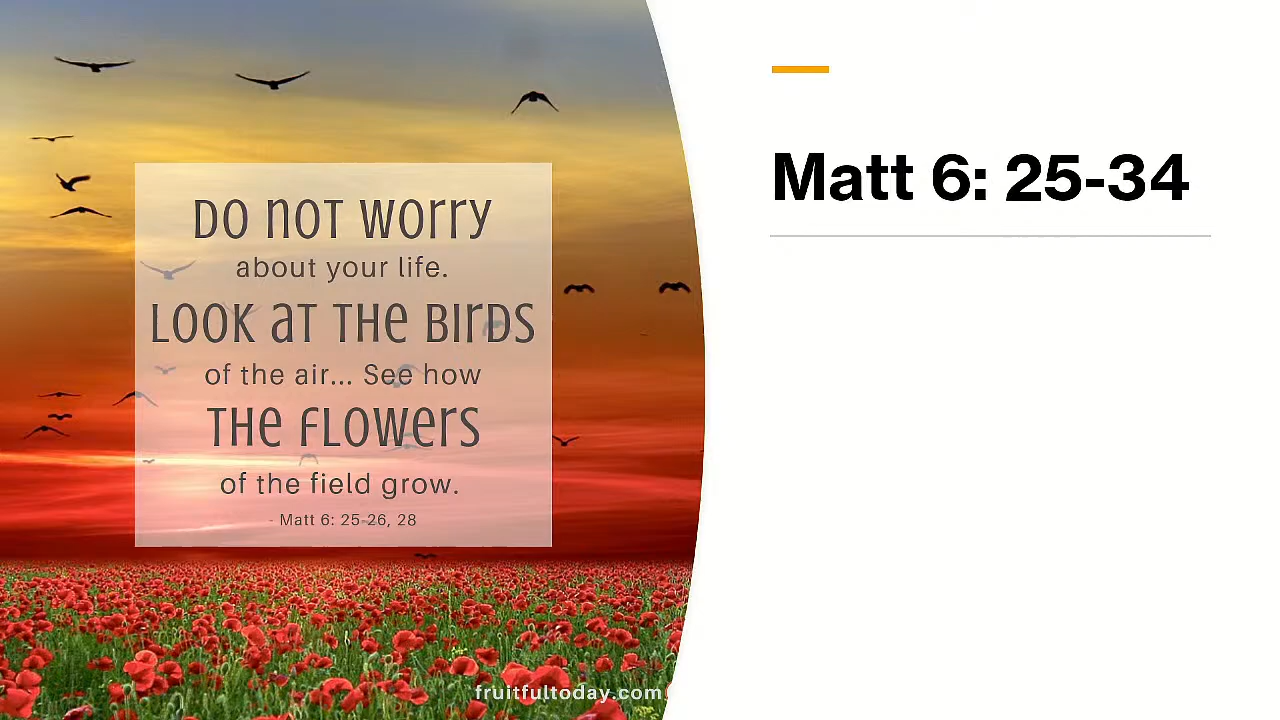 Do not worry
about your life.
Look at the birds
of the air... See how
the flowers
of the field grow.
- Matt 6: 25-26, 28
fruitfultoday.com
Matt 6: 25-34